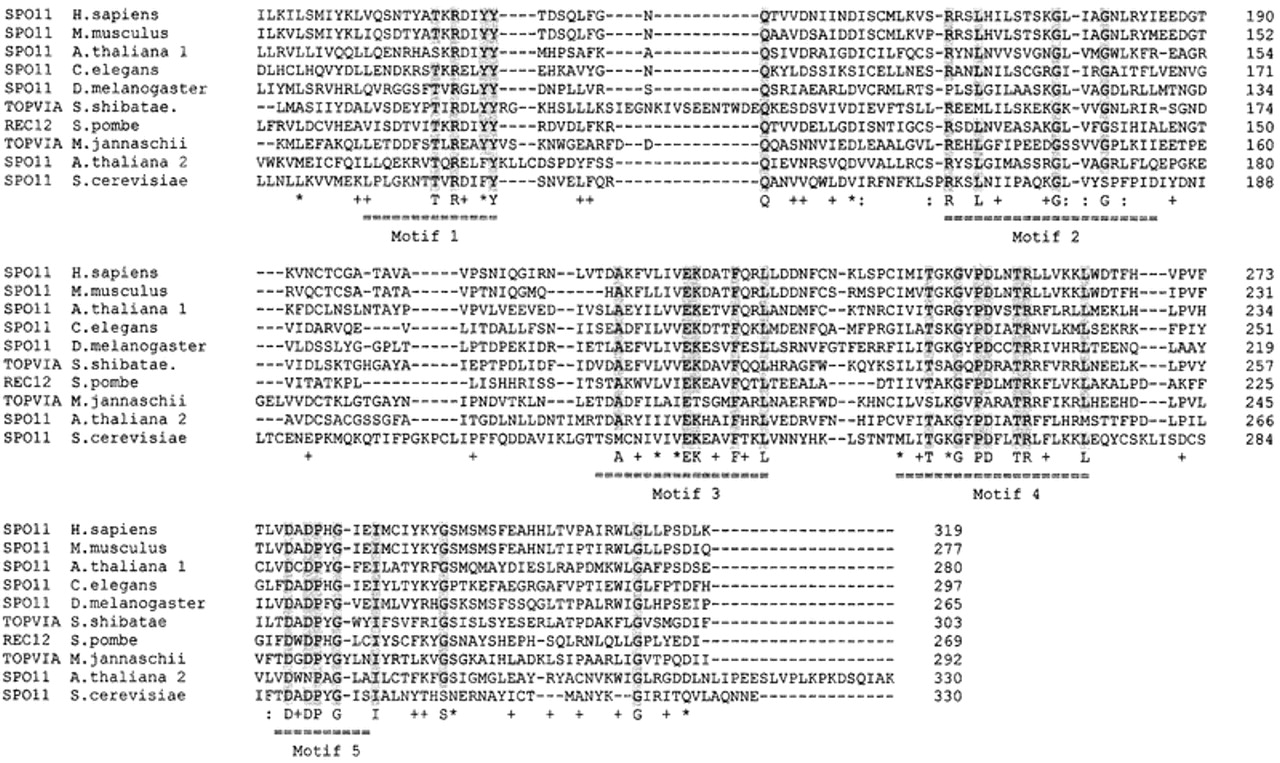 SPO11 H.sapiens ILKILSMIYKLVQSNTYATKRDIYY----TDSQLFG---N-----------QTVVDNIINDISCMLKVS-RRSLHILSTSKGL-IAGNLRYIEEDGT 190
SPO11 M.musculus ILKVLSMIYKLIQSDTYATKRDIYY----TDSQLFG---N-----------QAAVDSAIDDISCMLKVP-RRSLHVLSTSKGL-IAGNLRYMEEDGT 152
SPO11 A.thaliana 1 LLRVLLIVQQLLQENRHASKRDIYY----MHPSAFK---A-----------QSIVDRAIGDICILFQCS-RYNLNVVSVGNGL-VMGWLKFR-EAGR 154
SPO11 C.elegans DLHCLHQVYDLLENDKRSTKRELYY----EHKAVYG---N-----------QKYLDSSIKSICELLNES-RANLNILSCGRGI-IRGAITFLVENVG 171
SPO11 D.melanogaster LIYMLSRVHRLQVRGGSFTVRGLYY----DNPLLVR---S-----------QSRIAEARLDVCRMLRTS-PLSLGILAASKGL-VAGDLRLLMTNGD 134
TOPVIA S.shibatae. --LMASIIYDALVSDEYPTIRDLYYRG--KHSLLLKSIEGNKIVSEENTWDEQKESDSVIVDIEVFTSLL-REEMLILSKEKGK-VVGNLRIR-SGND 174
REC12 S.pombe LFRVLDCVHEAVISDTVITKRDIYY----RDVDLFKR---------------QTVVDELLGDISNTIGCS-RSDLNVEASAKGL-VFGSIHIALENGT 150
TOPVIA M.jannaschii --KMLEFAKQLLETDDFSTLREAYYVS--KNWGEARFD--D-----------QQASNNVIEDLEAALGVL-REHLGFIPEEDGSSVVGPLKIIEETPE 160
SPO11 A.thaliana 2 VWKVMEICFQILLQEKRVTQRELFYKLLCDSPDYFSS---------------QIEVNRSVQDVVALLRCS-RYSLGIMASSRGL-VAGRLFLQEPGKE 180
SPO11 S.cerevisiae LLNLLKVVMEKLPLGKNTTVRDIFY----SNVELFQR---------------QANVVQWLDVIRFNFKLSPRKSLNIIPAQKGL-VYSPFPIDIYDNI 188
* ++ T R+ *Y ++ Q ++ + *: : R L + +G: : G : +
Motif 1 Motif 2
SPO11 H.sapiens ---KVNCTCGA-TAVA-----VPSNIQGIRN--LVTDAKFVLIVEKDATFQRLLDDNFCN-KLSPCIMITGKGVPDLNTRLLVKKLWDTFH---VPVF 273
SPO11 M.musculus ---RVQCTCSA-TATA-----VPTNIQGMQ------HAKFLLIVEKDATFQRLLDDNFCS-RMSPCIMVTGKGVPDLNTRLLVKKLWDTFH---IPVF 231
SPO11 A.thaliana 1 ---KFDCLNSLNTAYP-----VPVLVEEVED--IVSLAEYILVVEKETVFQRLANDMFC--KTNRCIVITGRGYPDVSTRRFLRLLMEKLH---LPVH 234
SPO11 C.elegans ---VIDARVQE----V-----LITDALLFSN--IISEADFILVVEKDTTFQKLMDENFQA-MFPRGILATSKGYPDIATRNVLKMLSEKRK---FPIY 251
SPO11 D.melanogaster ---VLDSSLYG-GPLT-----LPTDPEKIDR--IETLAEFVLIVEKESVFESLLSRNVFGTFERRFILITGKGYPDCCTRRIVHRLTEENQ---LAAY 219
TOPVIA S.shibatae. ---VIDLSKTGHGAYA-----IEPTPDLIDF--IDVDAEFVLVVEKDAVFQQLHRAGFW--KQYKSILITSAGQPDRATRRFVRRLNEELK---LPVY 257
REC12 S.pombe ---VITATKPL----------LISHHRISS--ITSTAKWVLVIEKEAVFQTLTEEALA-----DTIIVTAKGFPDLMTRKFLVKLAKALPD--AKFF 225
TOPVIA M.jannaschii GELVVDCTKLGTGAYN-----IPNDVTKLN--LETDADFILAIETSGMFARLNAERFWD--KHNCILVSLKGVPARATRRFIKRLHEEHD---LPVL 245
SPO11 A.thaliana 2 ---AVDCSACGSSGFA---ITGDLNLLDNTIMRTDARYIIVVEKHAIFHRLVEDRVFN--HIPCVFITAKGYPDIATRFFLHRMSTTFPD--LPIL 266
SPO11 S.cerevisiae LTCENEPKMQKQTIFPGKPCLIPFFQDDAVIKLGTTSMCNIVIVEKEAVFTKLVNNYHK--LSTNTMLITGKGFPDFLTRLFLKKLEQYCSKLISDCS 284
+ + A + * *EK + F+ L * +T *G PD TR + L +
Motif 3 Motif 4
SPO11 H.sapiens TLVDADPHG-IEIMCIYKYGSMSMSFEAHHLTVPAIRWLGLLPSDLK------------------- 319
SPO11 M.musculus TLVDADPYG-IEIMCIYKYGSMSMSFEAHNLTIPTIRWLGLLPSDIQ------------------- 277
SPO11 A.thaliana 1 CLVDCDPYG-FEILATYRFGSMQMAYDIESLRAPDMKWLGAFPSDSE------------------- 280
SPO11 C.elegans GLFDADPHG-IEIYLTYKYGPTKEFAEGRGAFVPTIEWIGLFPTDFH------------------- 297
SPO11 D.melanogaster ILVDADPFG-VEIMLVYRHGSKSMSFSSQGLTTPALRWIGLHPSEIP------------------- 265
TOPVIA S.shibatae ILTDADPYG-WYIFSVFRIGSISLSYESERLATPDAKFLGVSMGDIF------------------- 303
REC12 S.pombe GIFDWDPHG-LCIYSCFKYGSNAYSHEPH-SQLRNLQLLGPLYEDI-------------------- 269
TOPVIA M.jannaschii VFTDGDPYGYLNIYRTLKVGSGKAIHLADKLSIPAARLIGVTPQDII------------------- 292
SPO11 A.thaliana 2 VLVDWNPAG-LAILCTFKFGSIGMGLEAY-RYACNVKWIGLRGDDLNLIPEESLVPLKPKDSQIAK 330
SPO11 S.cerevisiae IFTDADPYG-ISIALNYTHSNERNAYICT---MANYK--GIRITQVLAQNNE-------------- 330
: D+DP G I ++ S* + + + +G + *
Motif 5